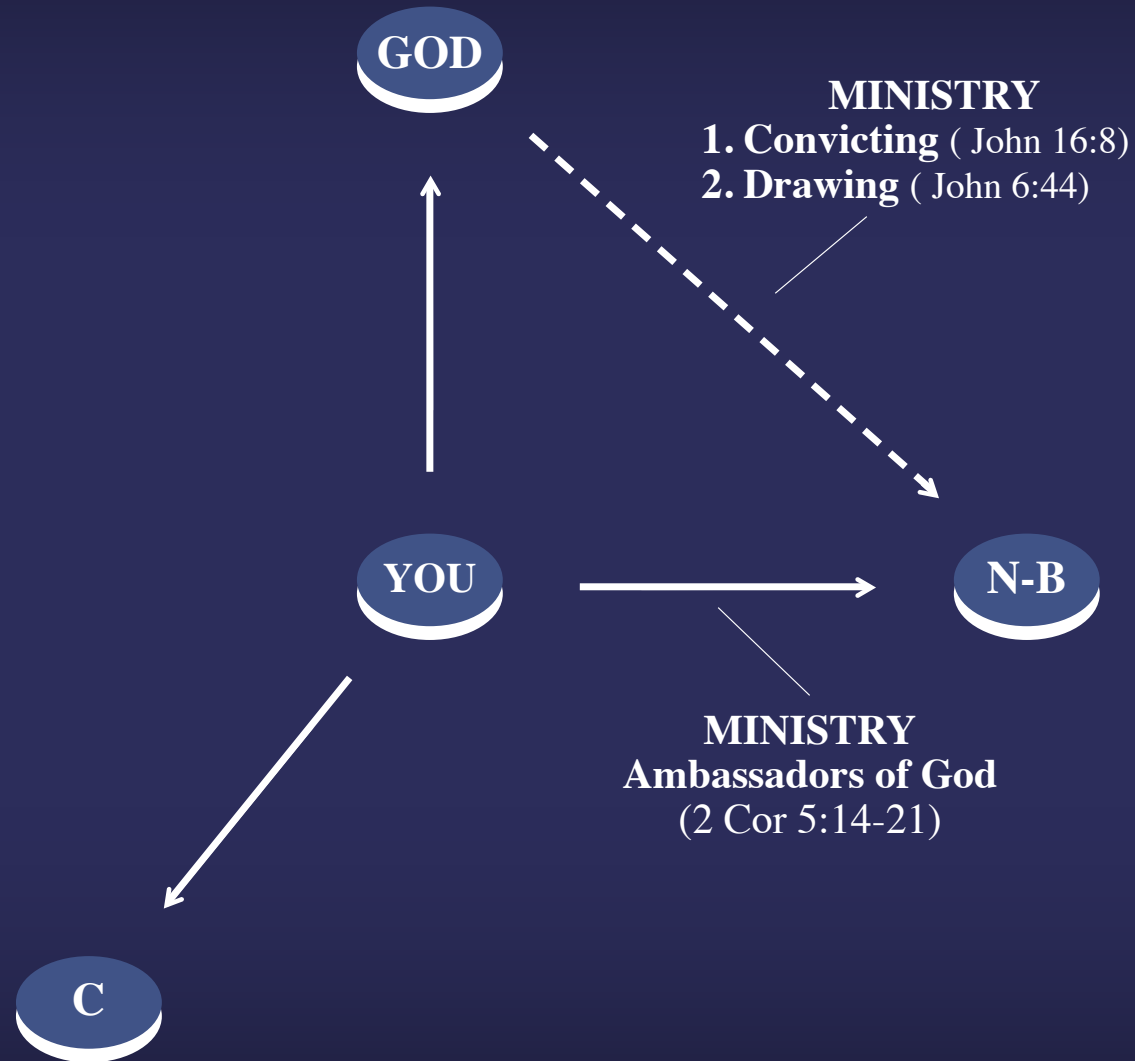 GOD
MINISTRY
1. Convicting ( John 16:8)
2. Drawing ( John 6:44)
YOU
N-B
MINISTRY
Ambassadors of God
(2 Cor 5:14-21)
C